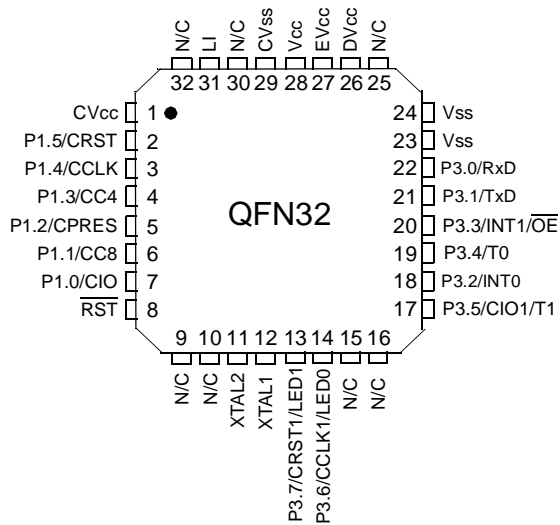 N/C
LI
N/C
CVss
Vcc
EVcc
DVcc
N/C
32 31 30 29 28 27 26 25
CVcc 1 24 Vss
P1.5/CRST 2 23 Vss
P1.4/CCLK 3 22 P3.0/RxD
P1.3/CC4 4 21 P3.1/TxD
P1.2/CPRES 5 QFN32 20 P3.3/INT1/OE
P1.1/CC8 6 19 P3.4/T0
P1.0/CIO 7 18 P3.2/INT0
RST 8 17 P3.5/CIO1/T1
9 10 11 12 13 14 15 16
N/C
N/C
XTAL2
XTAL1
P3.7/CRST1/LED1
P3.6/CCLK1/LED0
N/C
N/C